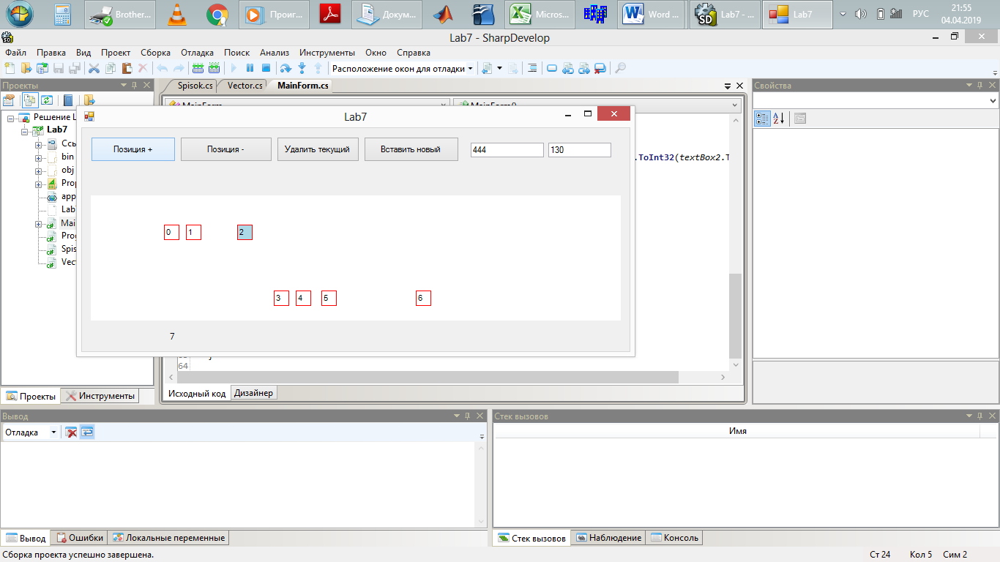 Brother...
Проиг...
Докум...
Micros...
Word ...
Lab7 - ...
Lab7
РУС
21:55
04.04.2019
Lab7 - SharpDevelop
Файл Правка Вид Проект Сборка Отладка Поиск Анализ Инструменты Окно Справка
Расположение окон для отладки
Проекты
Spisok.cs Vector.cs MainForm.cs
Свойства
Решение L
Lab7
Ссы
bin
obj
Prop
app
Lab
Mai
Prog
Spis
Vect
MainForm
MainForm()
.ToInt32(textBox2.T
Lab7
Позиция + Позиция - Удалить текущий Вставить новый 444 130
0 1 2
3 4 5 6
7
64
Исходный код Дизайнер
Проекты Инструменты
Вывод
Отладка
Стек вызовов
Имя
Вывод Ошибки Локальные переменные
Стек вызовов Наблюдение Консоль
Сборка проекта успешно завершена.
Ст 24 Кол 5 Сим 2